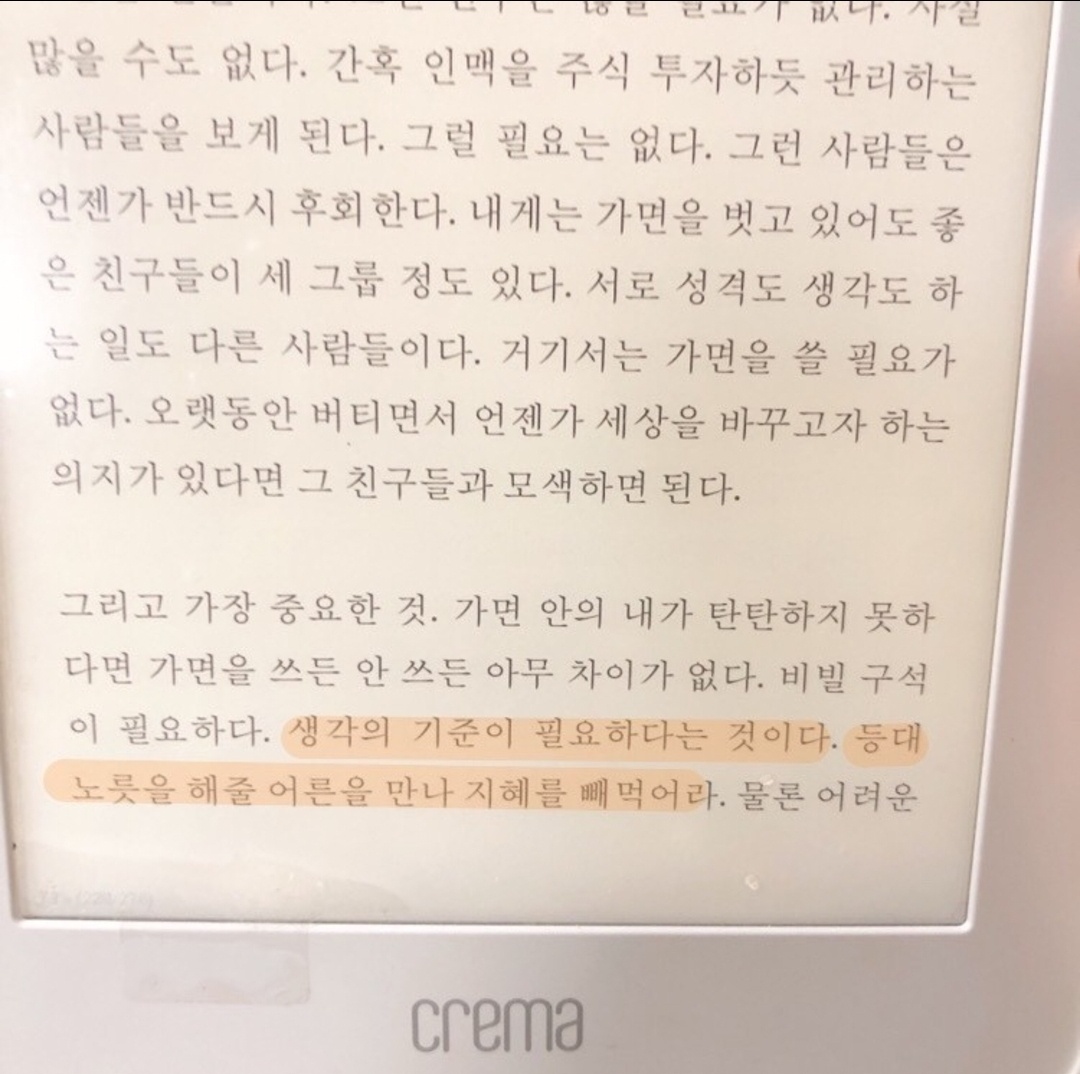 필요가 없다. 사실
많을 수도 없다. 간혹 인맥을 주식 투자하듯 관리하는
사람들을 보게 된다. 그럴 필요는 없다. 그런 사람들은
언젠가 반드시 후회한다. 내게는 가면을 벗고 있어도 좋
은 친구들이 세 그룹 정도 있다. 서로 성격도 생각도 하
는 일도 다른 사람들이다. 거기서는 가면을 쓸 필요가
없다. 오랫동안 버티면서 언젠가 세상을 바꾸고자 하는
의지가 있다면 그 친구들과 모색하면 된다.
그리고 가장 중요한 것. 가면 안의 내가 탄탄하지 못하
다면 가면을 쓰든 안 쓰든 아무 차이가 없다. 비빌 구석
이 필요하다. 생각의 기준이 필요하다는 것이다. 등대
노릇을 해줄 어른을 만나 지혜를 빼먹어라. 물론 어려운
crema